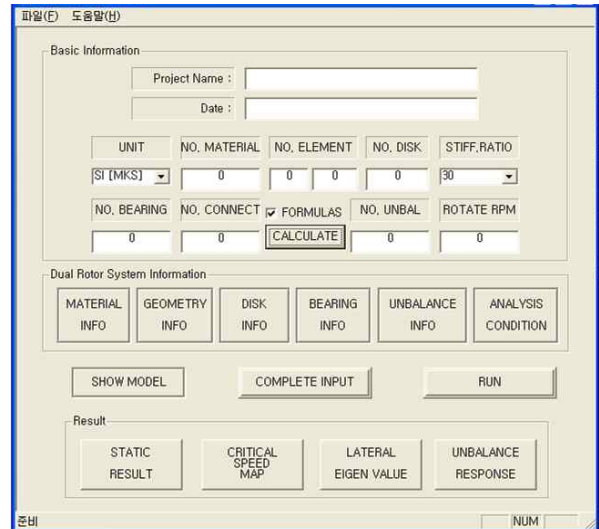 파일(F) 도움말(H)
Basic Information
Project Name :
Date :
UNIT NO. MATERIAL NO. ELEMENT NO. DISK STIFF.RATIO
SI [MKS] 0 0 0 0 30
NO. BEARING NO. CONNECT FORMULAS NO. UNBAL ROTATE RPM
0 0 CALCULATE 0 0
Dual Rotor System Information
MATERIAL GEOMETRY DISK BEARING UNBALANCE ANALYSIS
INFO INFO INFO INFO INFO CONDITION
SHOW MODEL COMPLETE INPUT RUN
Result
STATIC RESULT
CRITICAL SPEED MAP
LATERAL EIGEN VALUE
UNBALANCE RESPONSE
준비 NUM